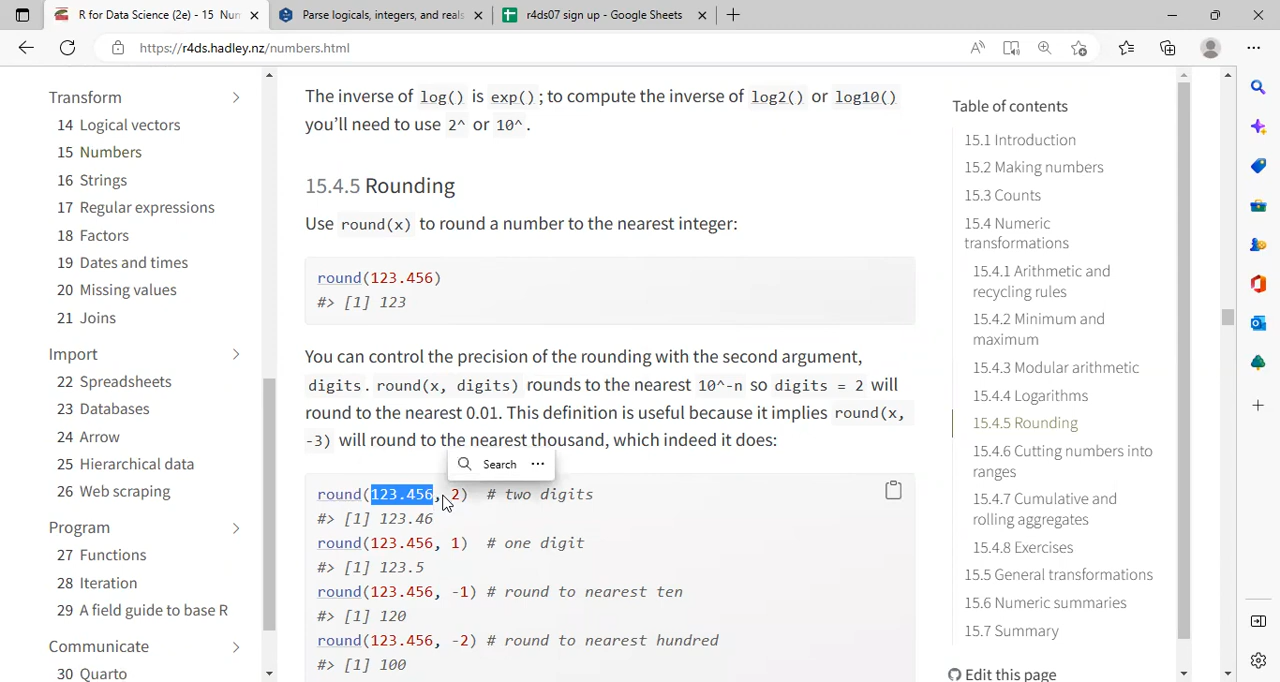 R for Data Science (2e) - 15 Num
Parse logicals, integers, and reals
r4ds07 sign up - Google Sheets
https://r4ds.hadley.nz/numbers.html
Transform
14 Logical vectors
15 Numbers
16 Strings
17 Regular expressions
18 Factors
19 Dates and times
20 Missing values
21 Joins
Import
22 Spreadsheets
23 Databases
24 Arrow
25 Hierarchical data
26 Web scraping
Program
27 Functions
28 Iteration
29 A field guide to base R
Communicate
30 Quarto
The inverse of log() is exp(); to compute the inverse of log2() or log10()
you'll need to use 2^ or 10^.
15.4.5 Rounding
Use round(x) to round a number to the nearest integer:
round(123.456)
#> [1] 123
You can control the precision of the rounding with the second argument,
digits. round(x, digits) rounds to the nearest 10^-n so digits = 2 will
round to the nearest 0.01. This definition is useful because it implies round(x,
-3) will round to the nearest thousand, which indeed it does:
Search
round(123.456, 2) # two digits
#> [1] 123.46
round(123.456, 1) # one digit
#> [1] 123.5
round(123.456, -1) # round to nearest ten
#> [1] 120
round(123.456, -2) # round to nearest hundred
#> [1] 100
Table of contents
15.1 Introduction
15.2 Making numbers
15.3 Counts
15.4 Numeric
transformations
15.4.1 Arithmetic and
recycling rules
15.4.2 Minimum and
maximum
15.4.3 Modular arithmetic
15.4.4 Logarithms
15.4.5 Rounding
15.4.6 Cutting numbers into
ranges
15.4.7 Cumulative and
rolling aggregates
15.4.8 Exercises
15.5 General transformations
15.6 Numeric summaries
15.7 Summary
Edit this page